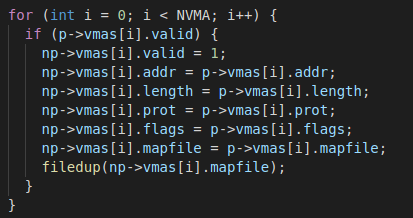 for (int i = 0; i < NVMA; i++) {
  if (p->vmas[i].valid) {
    np->vmas[i].valid = 1;
    np->vmas[i].addr = p->vmas[i].addr;
    np->vmas[i].length = p->vmas[i].length;
    np->vmas[i].prot = p->vmas[i].prot;
    np->vmas[i].flags = p->vmas[i].flags;
    np->vmas[i].mapfile = p->vmas[i].mapfile;
    filedup(np->vmas[i].mapfile);
  }
}